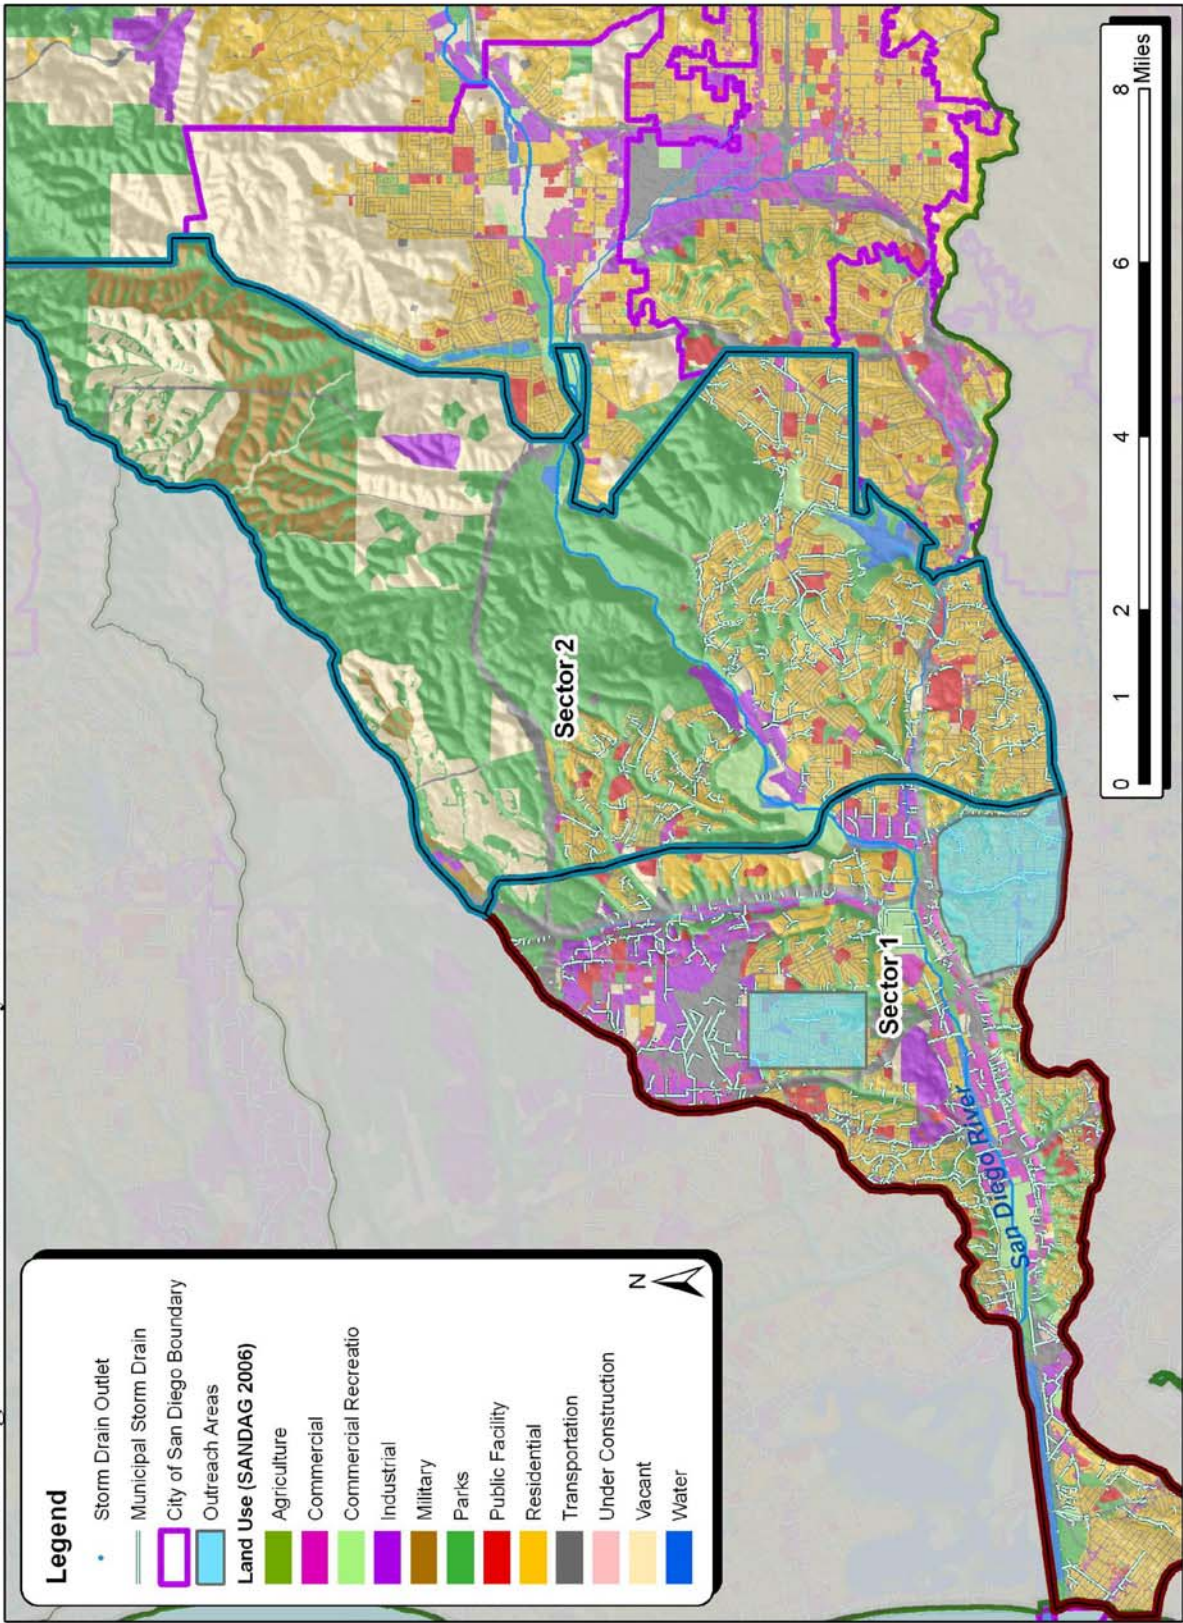 Legend
Storm Drain Outlet
Municipal Storm Drain
City of San Diego Boundary
Outreach Areas
Land Use (SANDAG 2006)
Agriculture
Commercial
Commercial Recreatio
Industrial
Military
Parks
Public Facility
Residential
Transportation
Under Construction
Vacant
Water
N
Sector 2
Sector 1
San Diego River
0 1 2 4 6 8 Miles